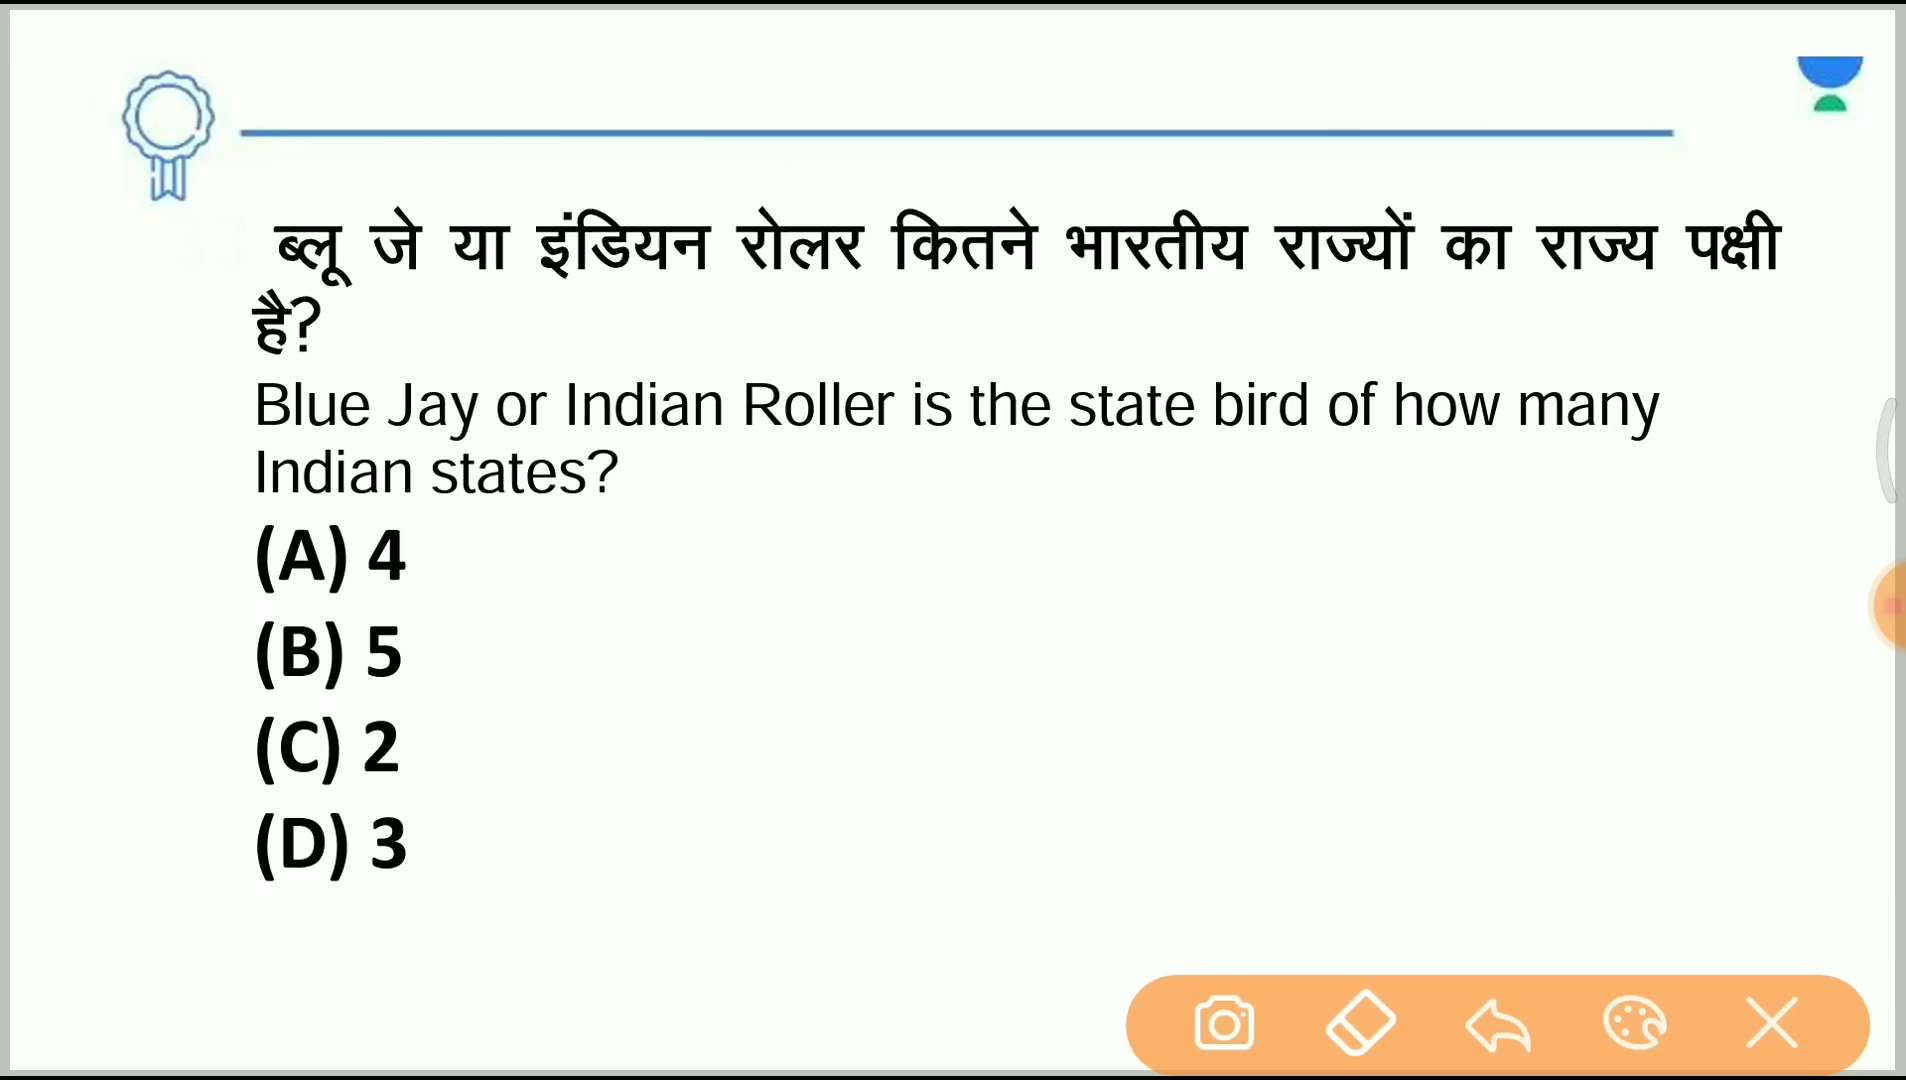 ब्लू जे या इंडियन रोलर कितने भारतीय राज्यों का राज्य पक्षी
है?
Blue Jay or Indian Roller is the state bird of how many
Indian states?
(A) 4
(B) 5
(C) 2
(D) 3